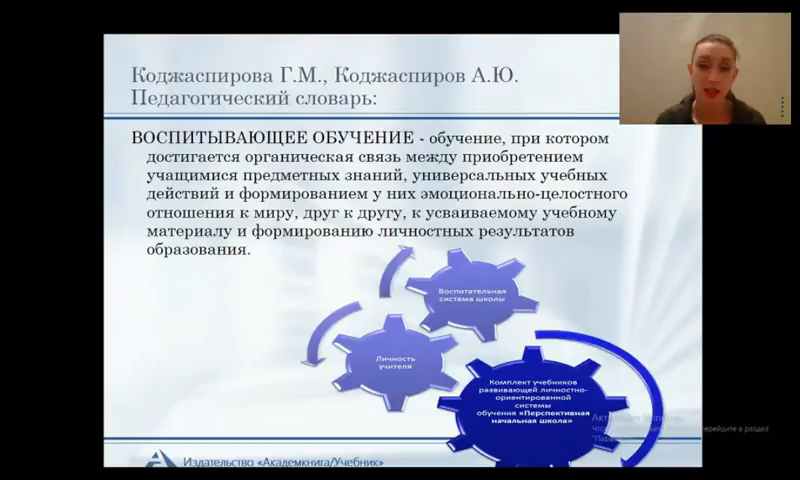 Коджаспирова Г.М., Коджаспиров А.Ю.
Педагогический словарь:
ВОСПИТЫВАЮЩЕЕ ОБУЧЕНИЕ - обучение, при котором
достигается органическая связь между приобретением
учащимися предметных знаний, универсальных учебных
действий и формированием у них эмоционально-целостного
отношения к миру, друг к другу, к усваиваемому учебному
материалу и формированию личностных результатов
образования.
Воспитательная
система школы
Личность
учителя
Комплект учебников
развивающей личностно-
ориентированной
системы
обучения «Перспективная
начальная школа»
перейдите в раздел
Издательство «Академкнига/Учебник»